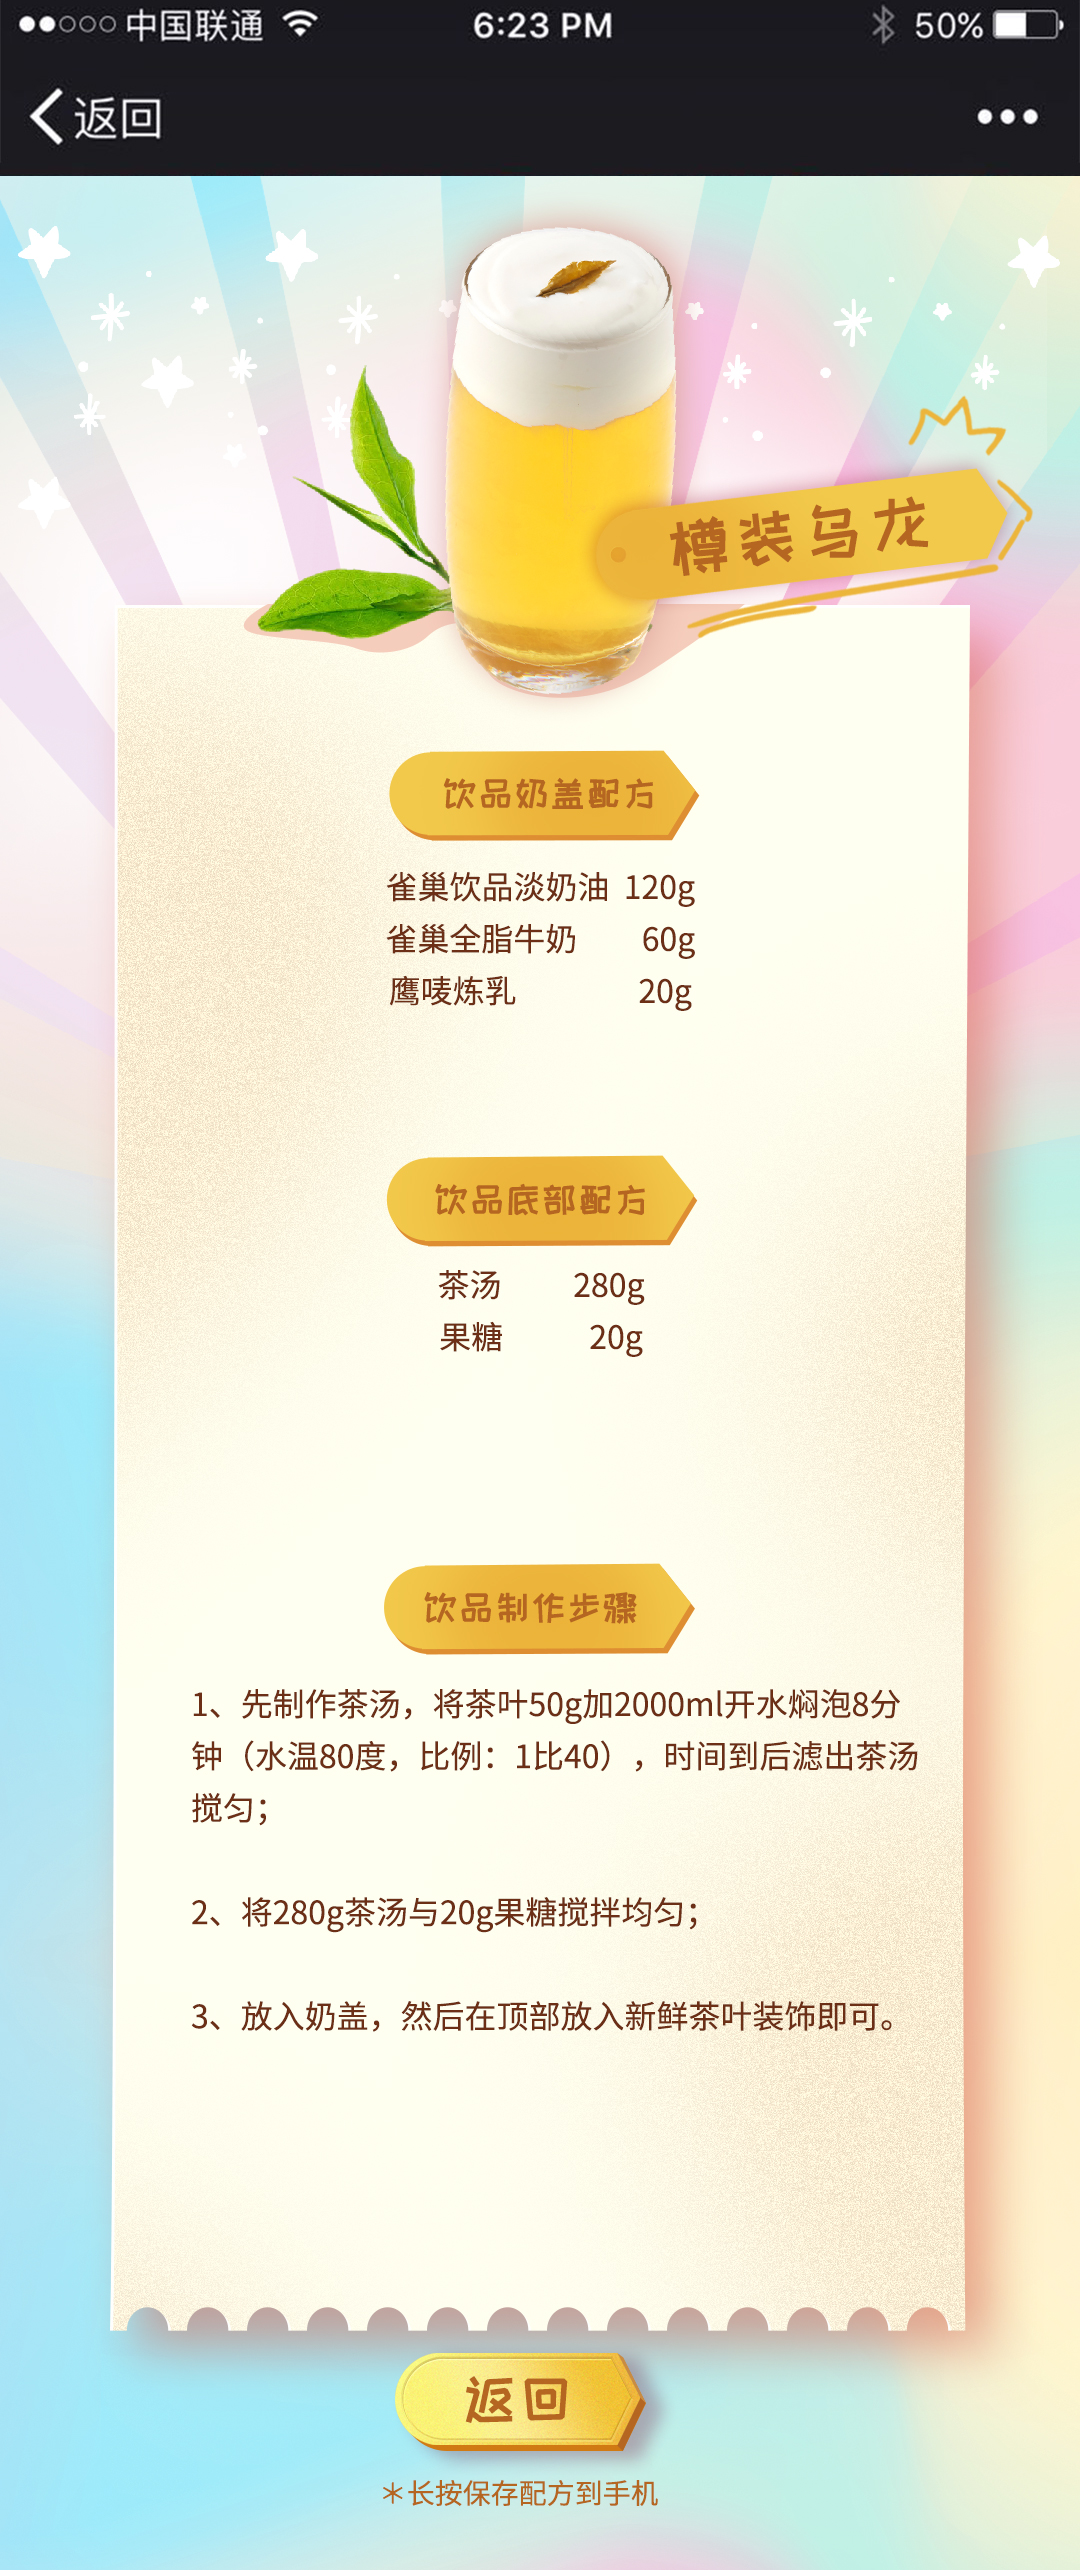 中国联通 6:23 PM 50%
返回
樽装乌龙
饮品奶盖配方
雀巢饮品淡奶油 120g
雀巢全脂牛奶 60g
鹰唛炼乳 20g
饮品底部配方
茶汤 280g
果糖 20g
饮品制作步骤
1、先制作茶汤，将茶叶50g加2000ml开水焖泡8分
钟（水温80度，比例：1比40），时间到后滤出茶汤
搅匀；
2、将280g茶汤与20g果糖搅拌均匀；
3、放入奶盖，然后在顶部放入新鲜茶叶装饰即可。
返回
＊长按保存配方到手机